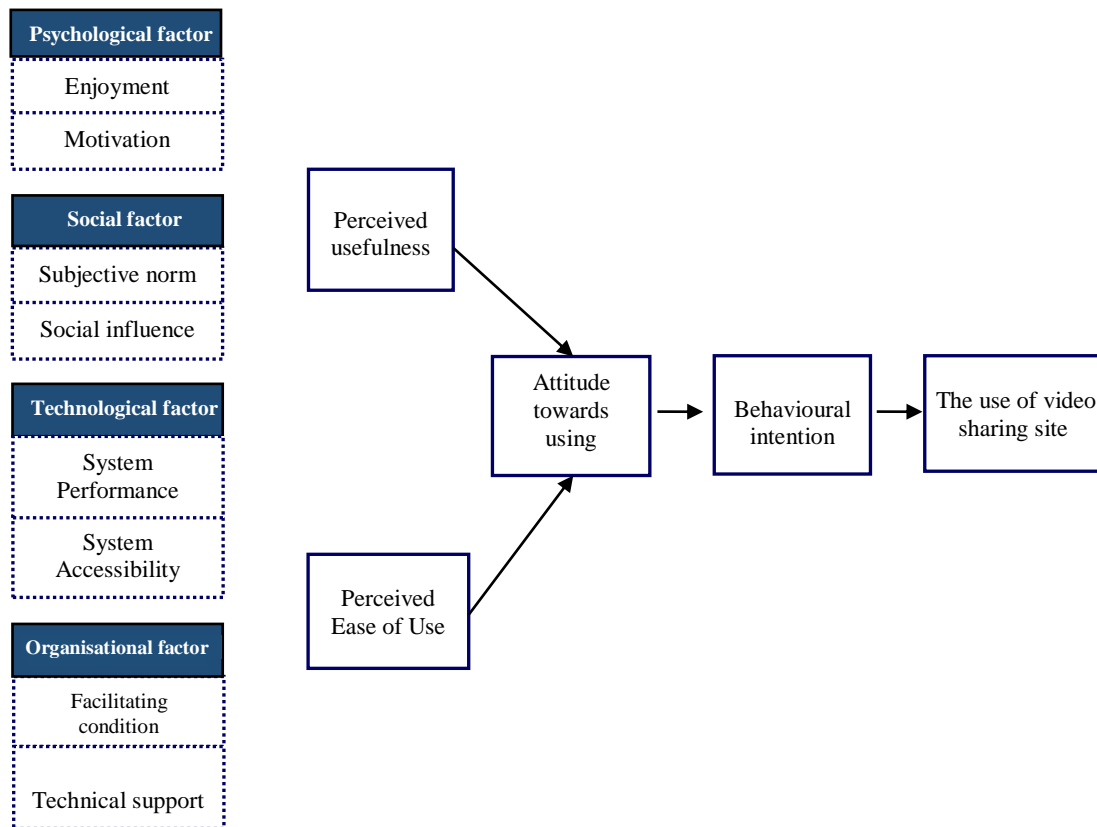 Psychological factor
Enjoyment
Motivation
Social factor
Subjective norm
Social influence
Technological factor
System
Performance
System
Accessibility
Organisational factor
Facilitating
condition
Technical support
Perceived
usefulness
Perceived
Ease of Use
Attitude
towards
using
Behavioural
intention
The use of video
sharing site